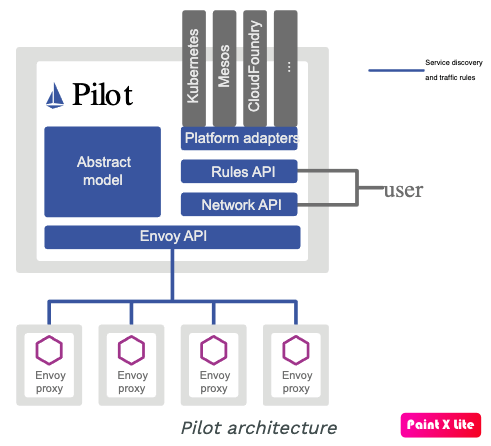 Kubernetes
Mesos
CloudFoundry
...
Service discovery
and traffic rules
Pilot
Abstract
model
Platform adapters
Rules API
Network API
user
Envoy API
Envoy
proxy
Envoy
proxy
Envoy
proxy
Envoy
proxy
Pilot architecture
Paint X Lite